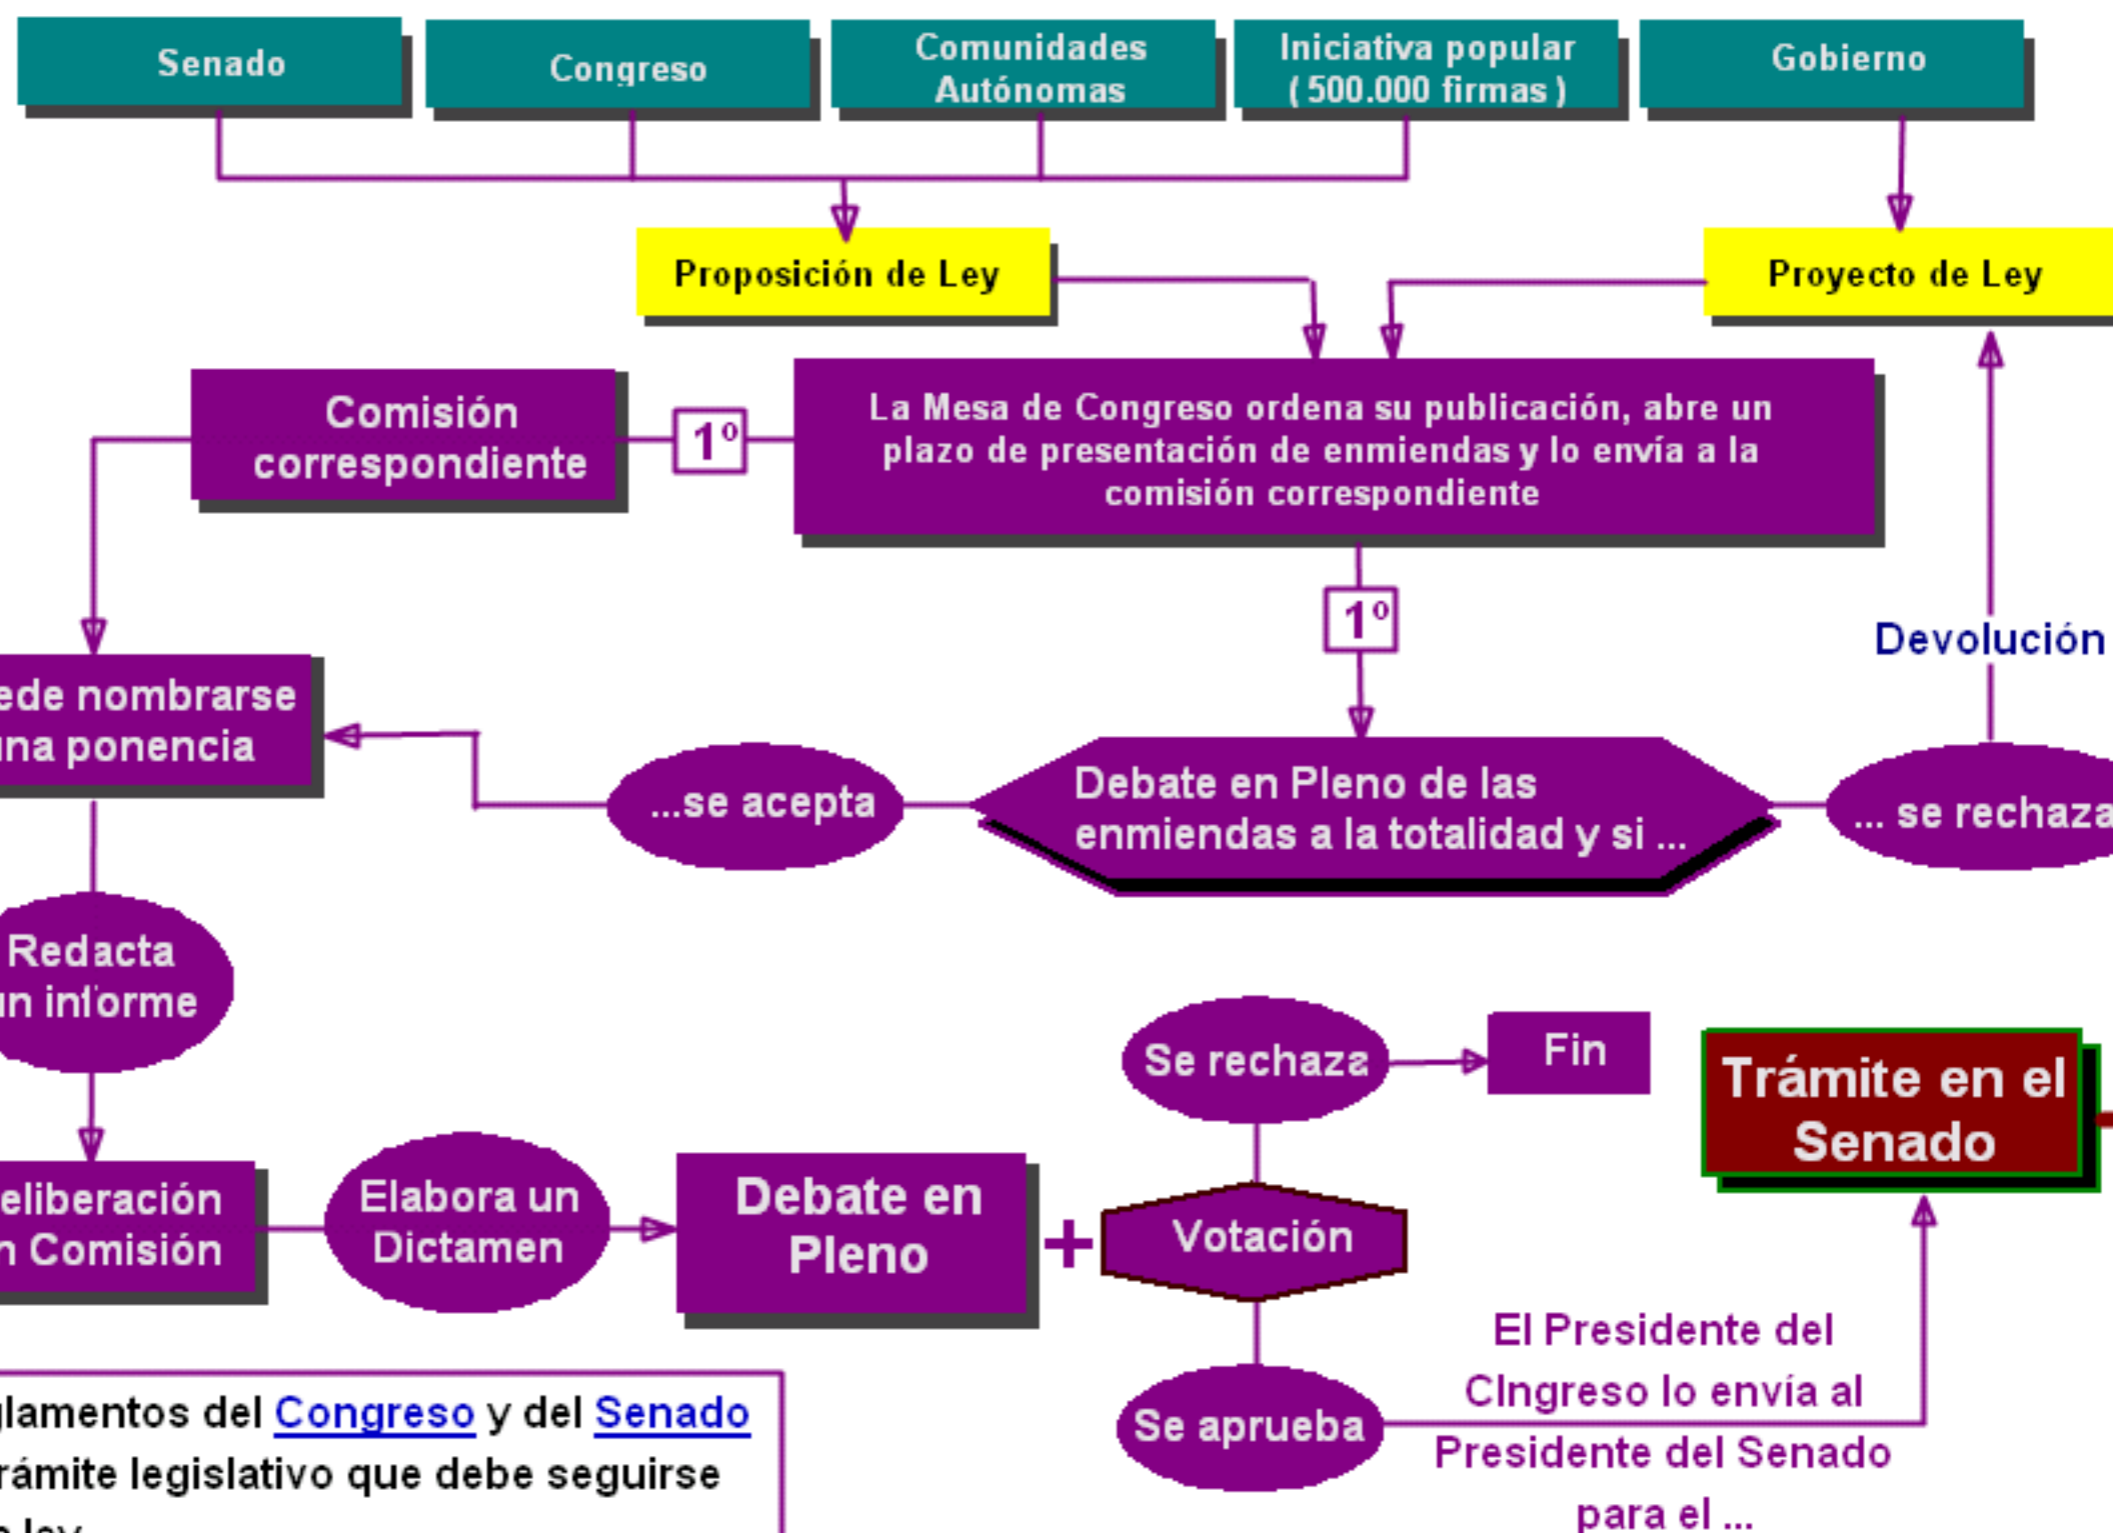 Senado
Congreso
Comunidades
Autónomas
Iniciativa popular
( 500.000 firmas )
Gobierno
Proposición de Ley
Proyecto de Ley
Comisión
correspondiente
1º
La Mesa de Congreso ordena su publicación, abre un
plazo de presentación de enmiendas y lo envía a la
comisión correspondiente
1º
Devolución
ede nombrarse
una ponencia
...se acepta
Debate en Pleno de las
enmiendas a la totalidad y si ...
... se rechaza
Redacta
un informe
Se rechaza
Fin
Trámite en el
Senado
eliberación
n Comisión
Elabora un
Dictamen
Debate en
Pleno
+
Votación
Se aprueba
El Presidente del
CIngreso lo envía al
Presidente del Senado
para el ...
glamentos del Congreso y del Senado
rámite legislativo que debe seguirse
ley